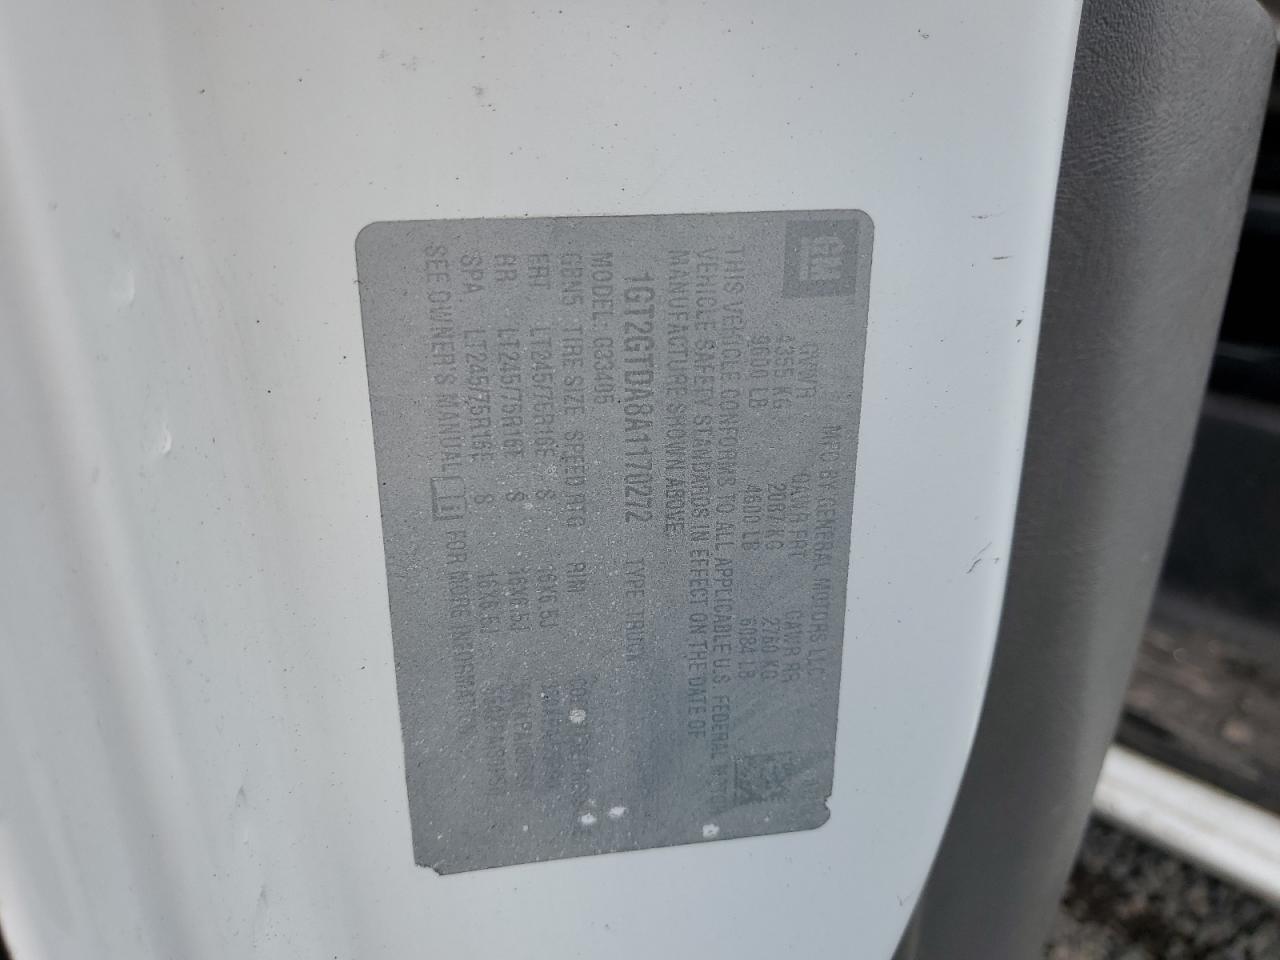 GM
MFD BY GENERAL MOTORS LLC
GVWR GAWR FRT GAWR RR
4355 KG 2087 KG 2760 KG
9600 LB 4600 LB 6084 LB
THIS VEHICLE CONFORMS TO ALL APPLICABLE U.S. FEDERAL MOTOR
VEHICLE SAFETY STANDARDS IN EFFECT ON THE DATE OF
MANUFACTURE SHOWN ABOVE.
1GT2GTDA8A1170272 TYPE: TRUCK
MODEL: G33405
TIRE SIZE SPEED RTG RIM
FRT LT245/75R16E S 16X6.5J
RR LT245/75R16E S 16X6.5J
SPA LT245/75R16E S 16X6.5J
SEE OWNER'S MANUAL FOR MORE INFORMATION